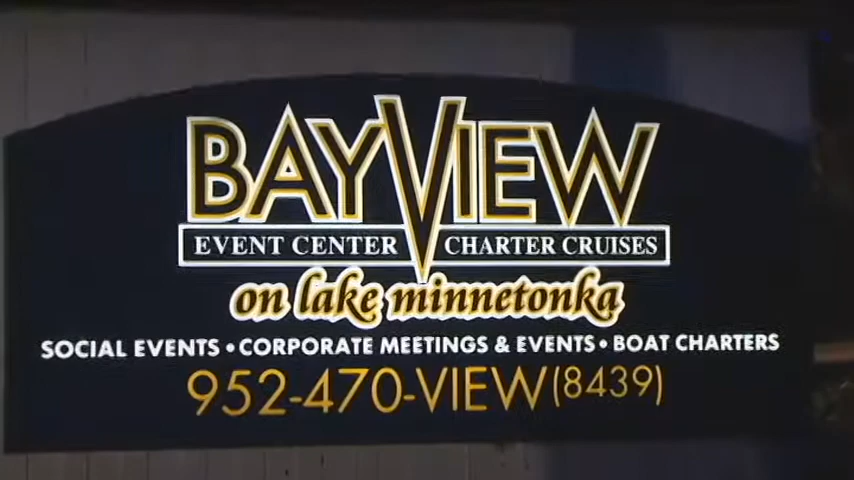 BAYVIEW
EVENT CENTER CHARTER CRUISES
on lake minnetonka
SOCIAL EVENTS • CORPORATE MEETINGS & EVENTS • BOAT CHARTERS
952-470-VIEW (8439)